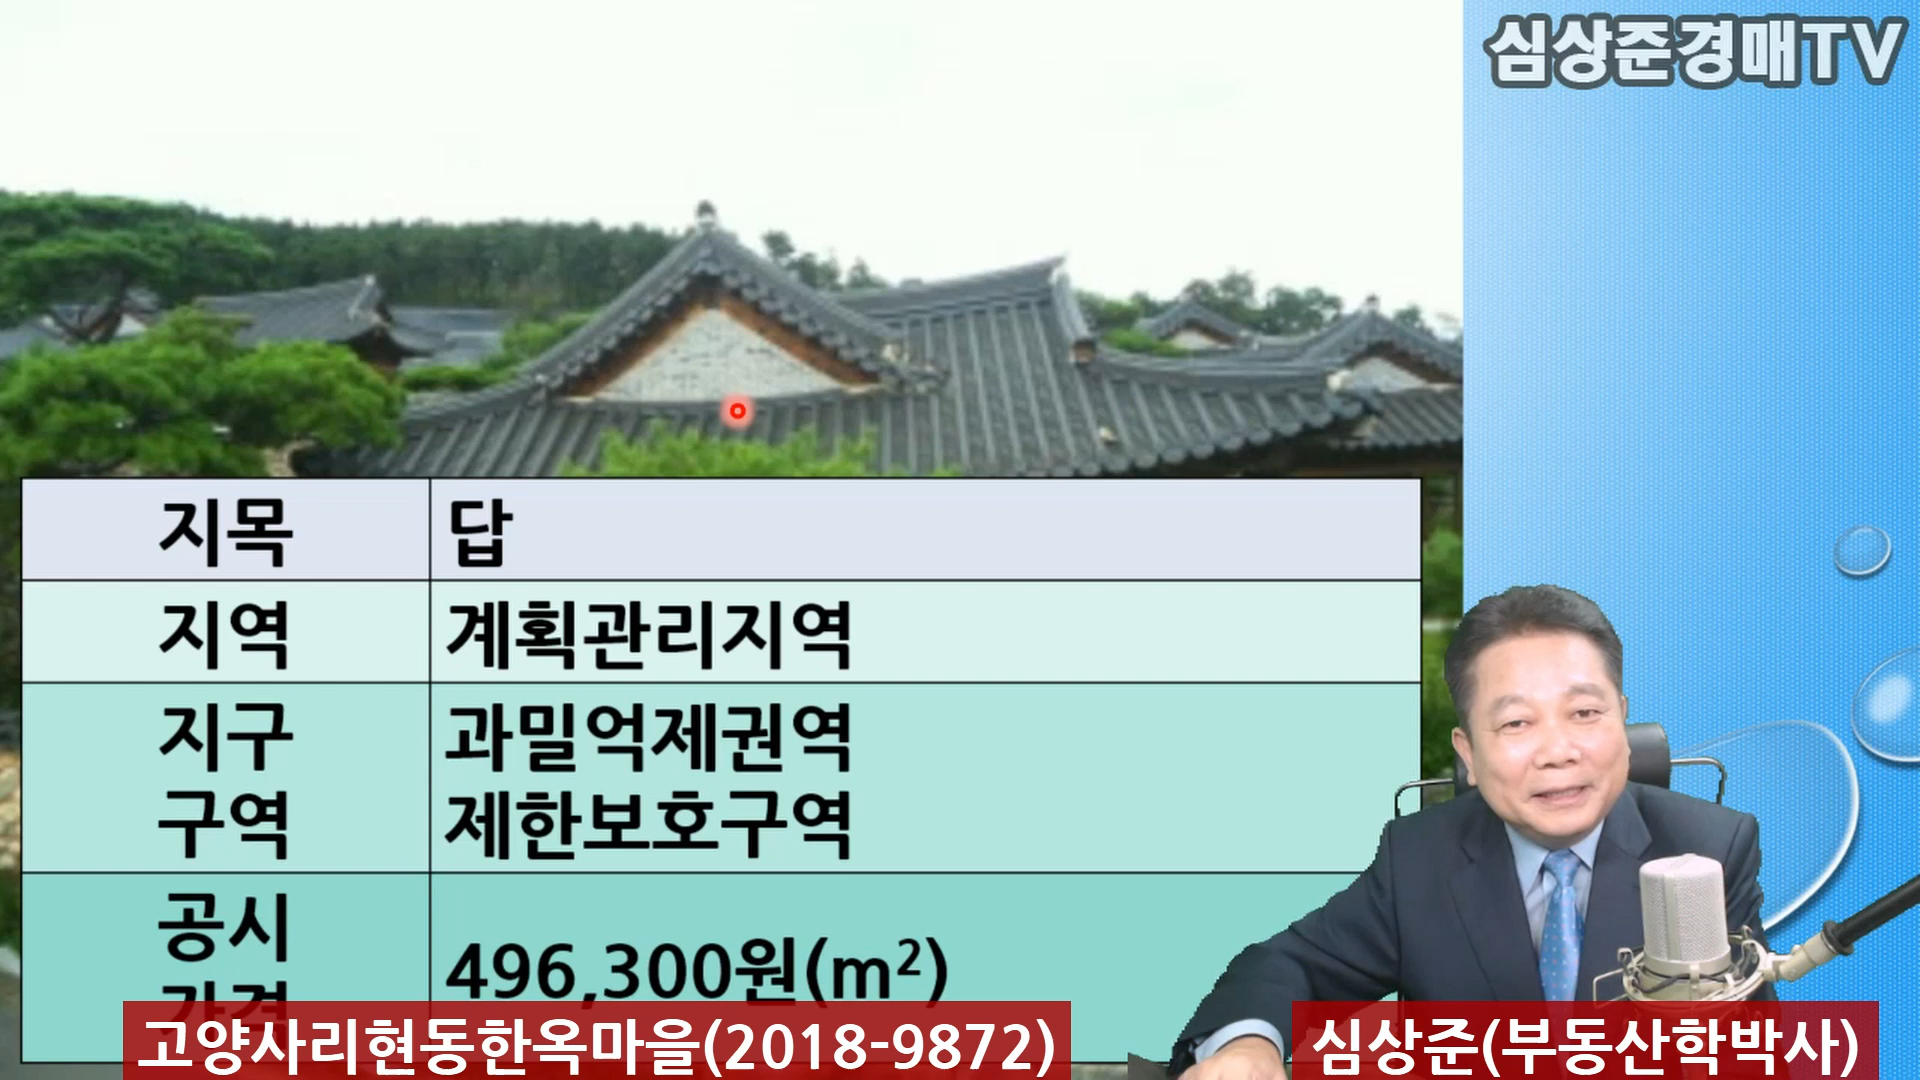 심상준경매TV
지목 답
지역 계획관리지역
지구 과밀억제권역
구역 제한보호구역
공시
가격 496,300원(m²)
고양사리현동한옥마을(2018-9872)
심상준(부동산학박사)